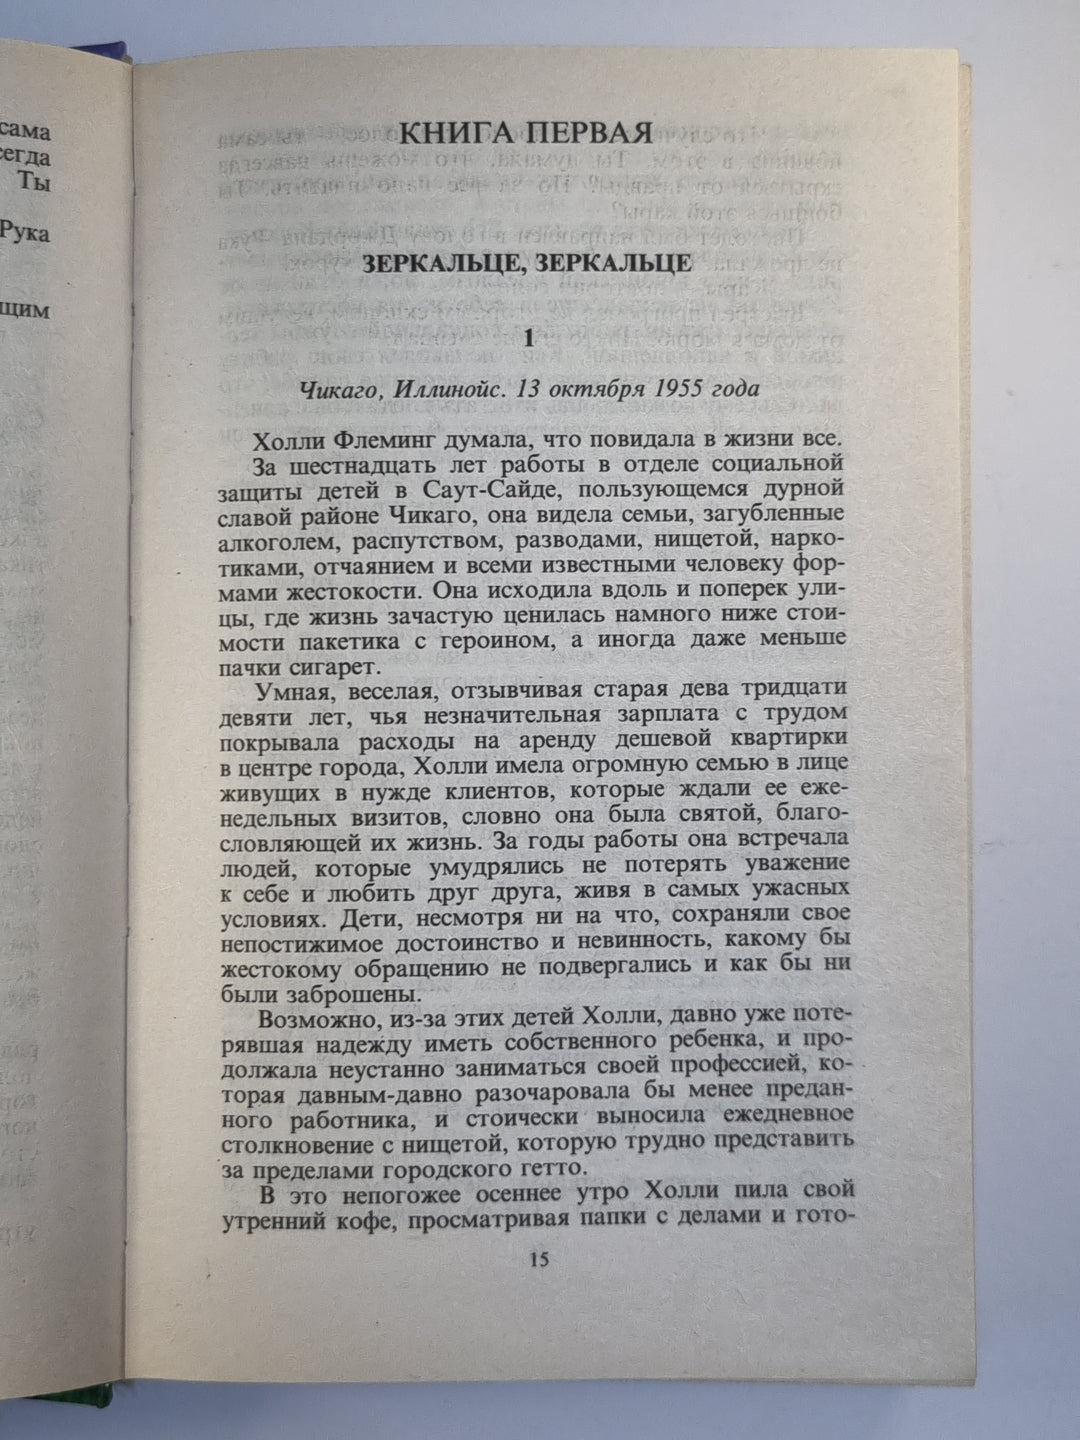 сама
Ты
Рука
щим
КНИГА ПЕРВАЯ
ЗЕРКАЛЬЦЕ, ЗЕРКАЛЬЦЕ
1
Чикаго, Иллинойс. 13 октября 1955 года
Холли Флеминг думала, что повидала в жизни все.
За шестнадцать лет работы в отделе социальной
защиты детей в Саут-Сайде, пользующемся дурной
славой районе Чикаго, она видела семьи, загубленные
алкоголем, распутством, разводами, нищетой, нарко-
тиками, отчаянием и всеми известными человеку фор-
мами жестокости. Она исходила вдоль и поперек ули-
цы, где жизнь зачастую ценилась намного ниже стои-
мости пакетика с героином, а иногда даже меньше
пачки сигарет.
Умная, веселая, отзывчивая старая дева тридцати
девяти лет, чья незначительная зарплата с трудом
покрывала расходы на аренду дешевой квартирки
в центре города, Холли имела огромную семью в лице
живущих в нужде клиентов, которые ждали ее еже-
недельных визитов, словно она была святой, благо-
словляющей их жизнь. За годы работы она встречала
людей, которые умудрялись не потерять уважение
к себе и любить друг друга, живя в самых ужасных
условиях. Дети, несмотря ни на что, сохраняли свое
непостижимое достоинство и невинность, какому бы
жестокому обращению не подвергались и как бы ни
были заброшены.
Возможно, из-за этих детей Холли, давно уже поте-
рявшая надежду иметь собственного ребенка, и про-
должала неустанно заниматься своей профессией, ко-
торая давным-давно разочаровала бы менее предан-
ного работника, и стоически выносила ежедневное
столкновение с нищетой, которую трудно представить
за пределами городского гетто.
В это непогожее осеннее утро Холли пила свой
утренний кофе, просматривая папки с делами и гото-
15